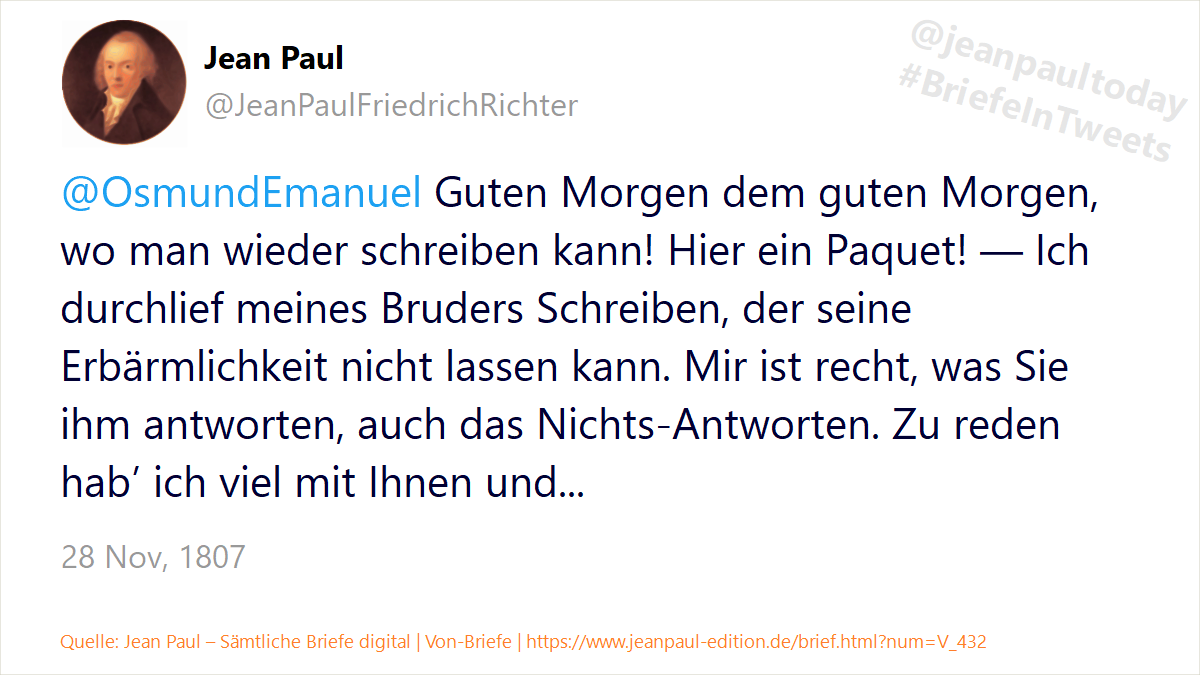 Jean Paul
@JeanPaulFriedrichRichter
@jeanpaultoday
#BriefeInTweets
@OsmundEmanuel Guten Morgen dem guten Morgen,
wo man wieder schreiben kann! Hier ein Paquet! — Ich
durchlief meines Bruders Schreiben, der seine
Erbärmlichkeit nicht lassen kann. Mir ist recht, was Sie
ihm antworten, auch das Nichts-Antworten. Zu reden
hab’ ich viel mit Ihnen und...
28 Nov, 1807
Quelle: Jean Paul – Sämtliche Briefe digital | Von-Briefe | https://www.jeanpaul-edition.de/brief.html?num=V_432